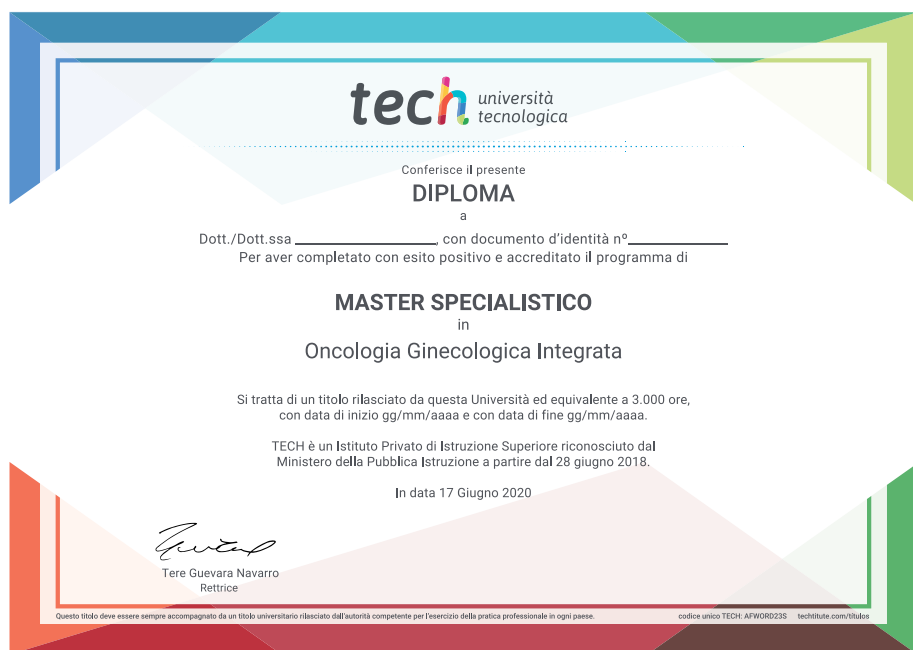 tech università
tecnologica
Conferisce il presente
DIPLOMA
a
Dott./Dott.ssa ________________, con documento d'identità nº___________
Per aver completato con esito positivo e accreditato il programma di
MASTER SPECIALISTICO
in
Oncologia Ginecologica Integrata
Si tratta di un titolo rilasciato da questa Università ed equivalente a 3.000 ore,
con data di inizio gg/mm/aaaa e con data di fine gg/mm/aaaa.
TECH è un Istituto Privato di Istruzione Superiore riconosciuto dal
Ministero della Pubblica Istruzione a partire dal 28 giugno 2018.
In data 17 Giugno 2020
Tere Guevara Navarro
Rettrice
Questo titolo deve essere sempre accompagnato da un titolo universitario rilasciato dall'autorità competente per l'esercizio della pratica professionale in ogni paese. codice unico TECH: AFWORD23S techtitute.com/titulos